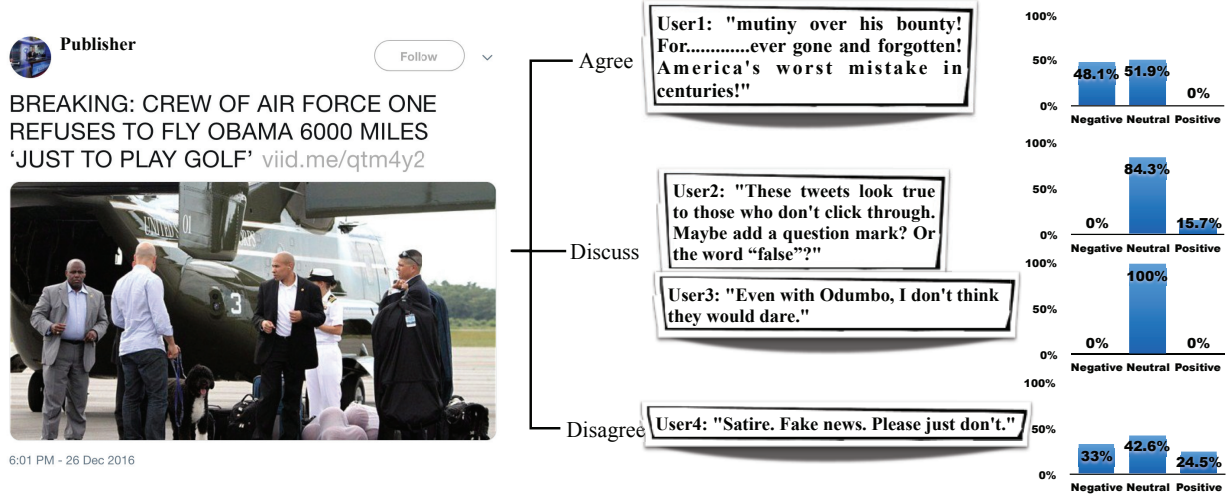 Publisher
Follow
BREAKING: CREW OF AIR FORCE ONE
REFUSES TO FLY OBAMA 6000 MILES
‘JUST TO PLAY GOLF’ viid.me/qtm4y2
UNITED
01
3
6:01 PM - 26 Dec 2016
Agree
Discuss
Disagree
User1: "mutiny over his bounty!
For.............ever gone and forgotten!
America's worst mistake in
centuries!"
User2: "These tweets look true
to those who don't click through.
Maybe add a question mark? Or
the word “false”?"
User3: "Even with Odumbo, I don't think
they would dare."
User4: "Satire. Fake news. Please just don't."
100%
50%
0%
48.1% 51.9% 0%
Negative Neutral Positive
100%
50%
0%
0% 84.3% 15.7%
Negative Neutral Positive
100%
50%
0%
0% 100% 0%
Negative Neutral Positive
100%
50%
0%
33% 42.6% 24.5%
Negative Neutral Positive